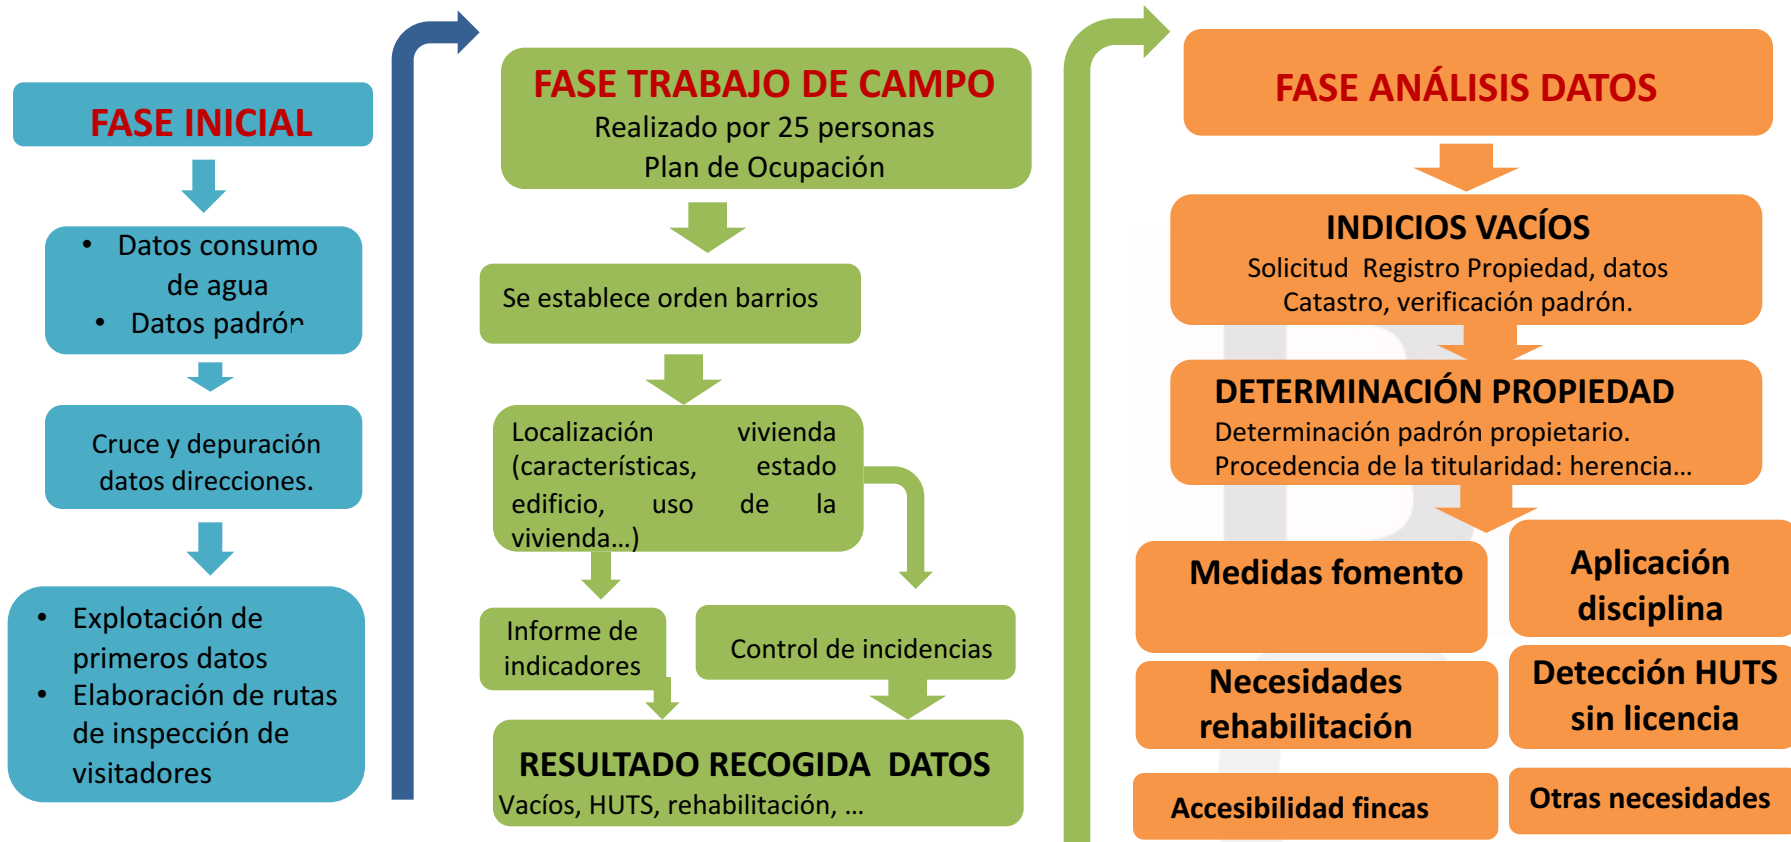 FASE INICIAL
• Datos consumo
de agua
• Datos padrón
Cruce y depuración
datos direcciones.
• Explotación de
primeros datos
• Elaboración de rutas
de inspección de
visitadores
FASE TRABAJO DE CAMPO
Realizado por 25 personas
Plan de Ocupación
Se establece orden barrios
Localización vivienda
(características, estado
edificio, uso de la
vivienda…)
Informe de
indicadores
Control de incidencias
RESULTADO RECOGIDA DATOS
Vacíos, HUTS, rehabilitación, …
FASE ANÁLISIS DATOS
INDICIOS VACÍOS
Solicitud Registro Propiedad, datos
Catastro, verificación padrón.
DETERMINACIÓN PROPIEDAD
Determinación padrón propietario.
Procedencia de la titularidad: herencia…
Medidas fomento
Aplicación
disciplina
Necesidades
rehabilitación
Detección HUTS
sin licencia
Accesibilidad fincas
Otras necesidades